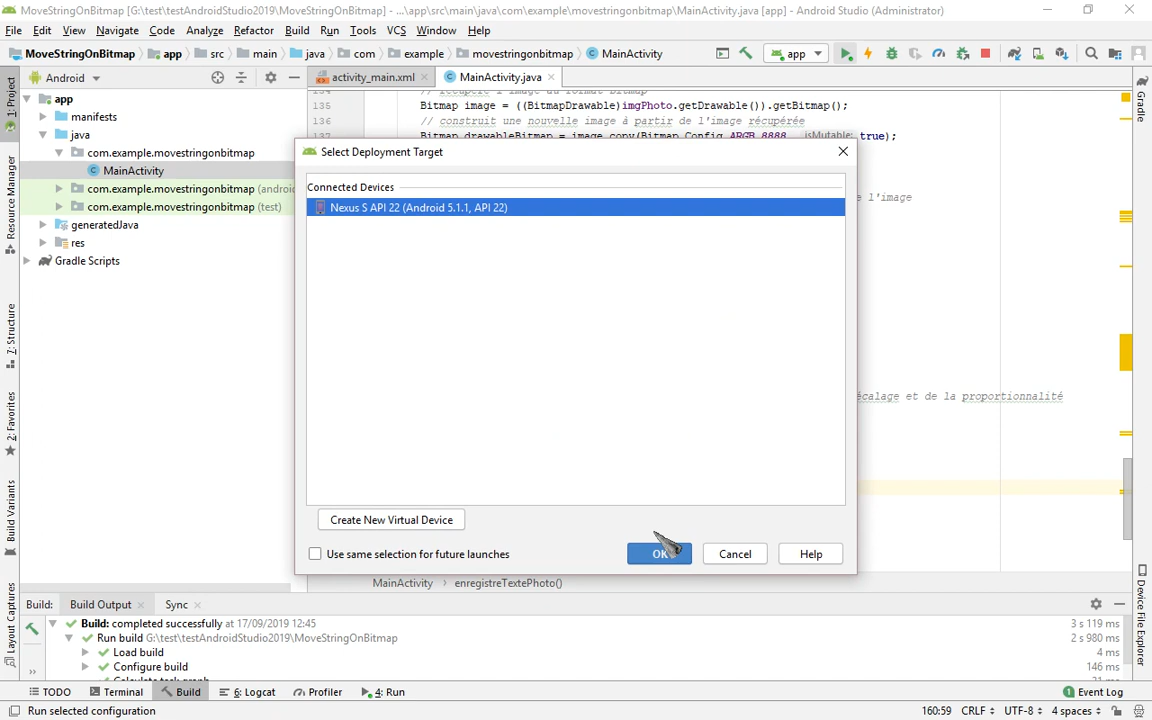 MoveStringOnBitmap [G:\test\testAndroidStudio2019\MoveStringOnBitmap] - ...\app\src\main\java\com\example\movestringonbitmap\MainActivity.java [app] - Android Studio (Administrator)
File Edit View Navigate Code Analyze Refactor Build Run Tools VCS Window Help
MoveStringOnBitmap app src main java com example movestringonbitmap MainActivity app
Android activity_main.xml MainActivity.java
1: Project
Resource Manager
Z: Structure
2: Favorites
Build Variants
Layout Captures
Gradle
Device File Explorer
app
manifests
java
com.example.movestringonbitmap
MainActivity
com.example.movestringonbitmap (androi
com.example.movestringonbitmap (test)
generatedJava
res
Gradle Scripts
135 Bitmap image = ((BitmapDrawable)imgPhoto.getDrawable()).getBitmap();
136 // construit une nouvelle image à partir de l'image récupérée
137 Bitmap drawableBitmap = image.copy(Bitmap.Config.ARGB_8888, isMutable: true);
e l'image
écalage et de la proportionnalité
Select Deployment Target
Connected Devices
Nexus S API 22 (Android 5.1.1, API 22)
Create New Virtual Device
Use same selection for future launches
OK Cancel Help
MainActivity › enregistreTextePhoto()
Build: Build Output Sync
Build: completed successfully at 17/09/2019 12:45 3 s 119 ms
Run build G:\test\testAndroidStudio2019\MoveStringOnBitmap 2 s 980 ms
Load build 4 ms
Configure build 146 ms
TODO Terminal Build 6: Logcat Profiler 4: Run 1 Event Log
Run selected configuration 160:59 CRLF UTF-8 4 spaces